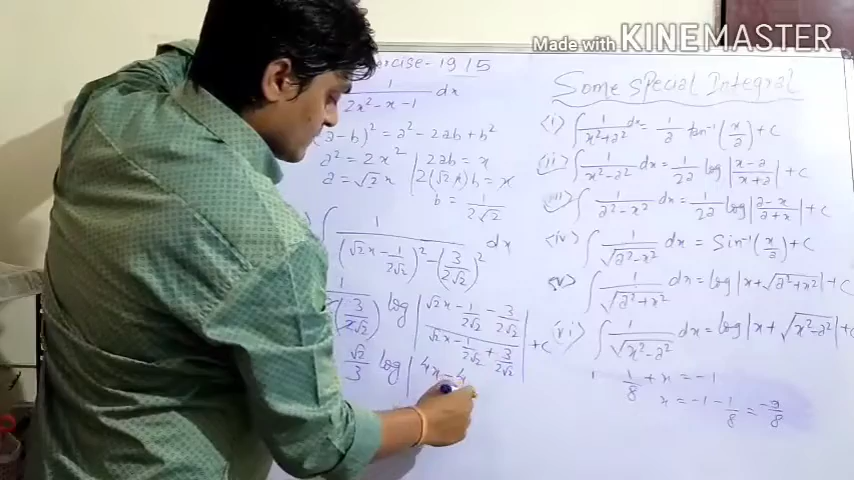 Made with KINEMASTER
ercise - 19.15
1/(2x²-x-1) dx
(a-b)² = a² - 2ab + b²
a² = 2x² | 2ab = x
a = √2x | 2(√2x)b = x
b = 1/(2√2)
∫ 1/((√2x - 1/(2√2))² - (3/(2√2))²) dx
1/(3/(2√2)) log |(√2x - 1/(2√2) - 3/(2√2))/(√2x - 1/(2√2) + 3/(2√2))| + C
√2/3 log | 4x - 4
Some Special Integral
(i) ∫ 1/(x²+a²) dx = 1/a tan⁻¹(x/a) + C
(ii) ∫ 1/(x²-a²) dx = 1/2a log |(x-a)/(x+a)| + C
(iii) ∫ 1/(a²-x²) dx = 1/2a log |(a-x)/(a+x)| + C
(iv) ∫ 1/√(a²-x²) dx = Sin⁻¹(x/a) + C
(v) ∫ 1/√(a²+x²) dx = log |x+√(a²+x²)| + C
(vi) ∫ 1/√(x²-a²) dx = log |x+√(x²-a²)| + C
1/8 + x = -1
x = -1 - 1/8 = -9/8